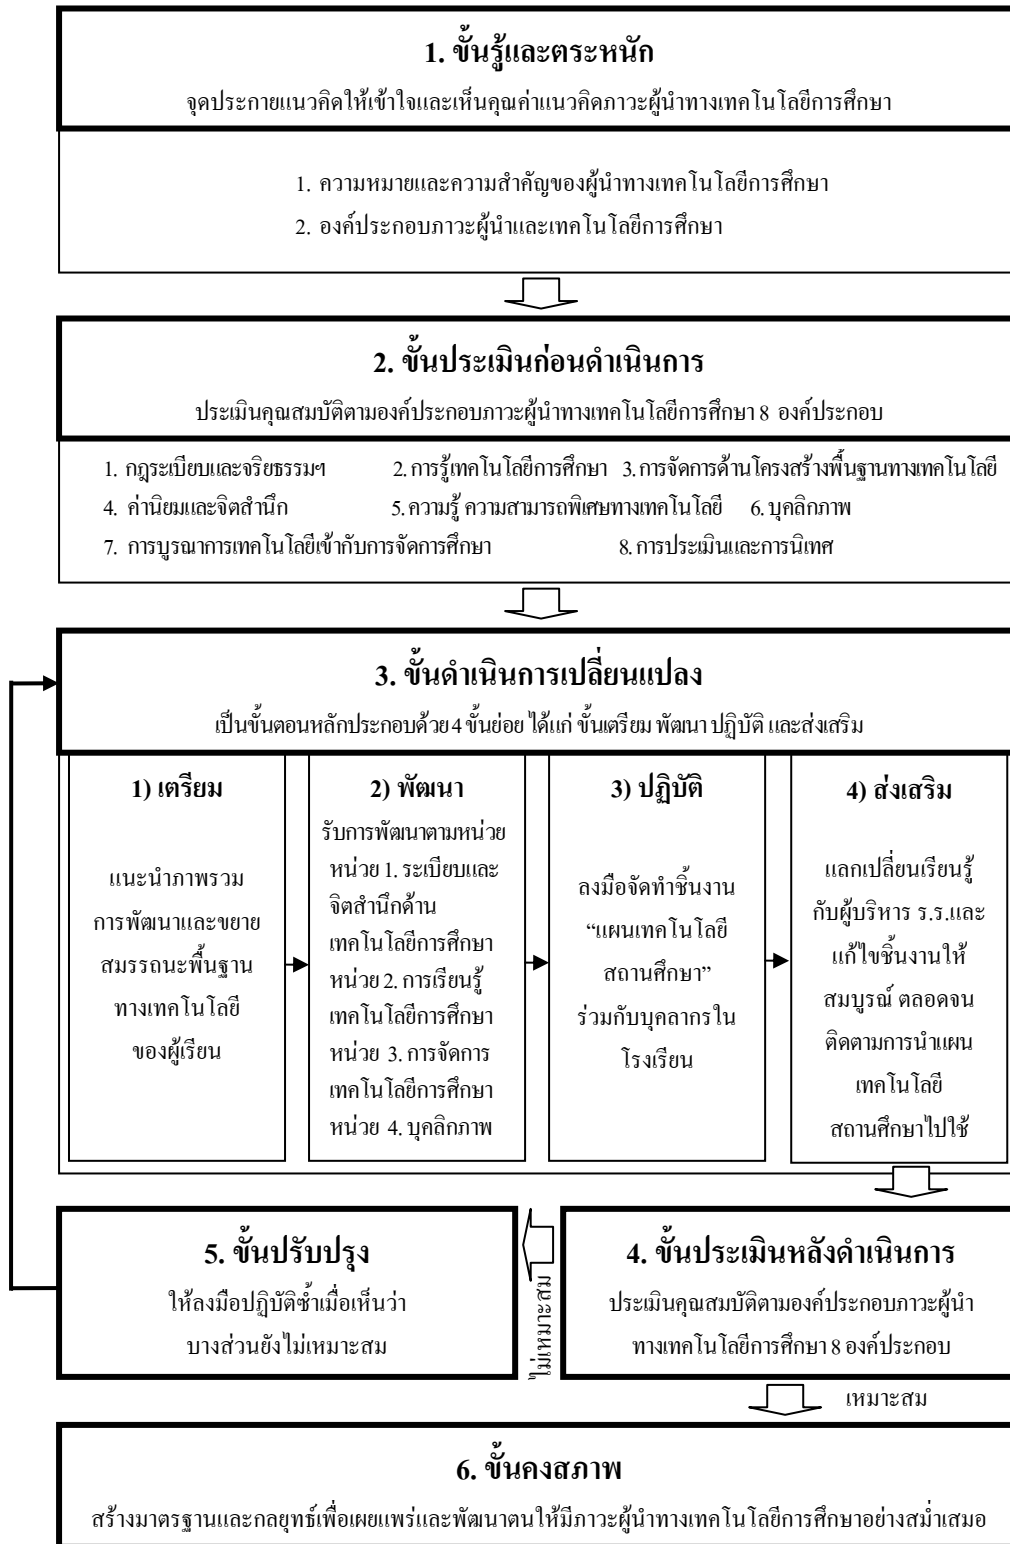 1. ขั้นรู้และตระหนัก
จุดประกายแนวคิดให้เข้าใจและเห็นคุณค่าแนวคิดภาวะผู้นำทางเทคโนโลยีการศึกษา
1. ความหมายและความสำคัญของผู้นำทางเทคโนโลยีการศึกษา
2. องค์ประกอบภาวะผู้นำและเทคโนโลยีการศึกษา
2. ขั้นประเมินก่อนดำเนินการ
ประเมินคุณสมบัติตามองค์ประกอบภาวะผู้นำทางเทคโนโลยีการศึกษา 8 องค์ประกอบ
1. กฎระเบียบและจริยธรรมฯ 2. การรู้เทคโนโลยีการศึกษา 3. การจัดการด้านโครงสร้างพื้นฐานทางเทคโนโลยี
4. ค่านิยมและจิตสำนึก 5. ความรู้ ความสามารถพิเศษทางเทคโนโลยี 6. บุคลิกภาพ
7. การบูรณาการเทคโนโลยีเข้ากับการจัดการศึกษา 8. การประเมินและการนิเทศ
3. ขั้นดำเนินการเปลี่ยนแปลง
เป็นขั้นตอนหลักประกอบด้วย 4 ขั้นย่อย ได้แก่ ขั้นเตรียม พัฒนา ปฏิบัติ และส่งเสริม
1) เตรียม
แนะนำภาพรวม
การพัฒนาและขยาย
สมรรถนะพื้นฐาน
ทางเทคโนโลยี
ของผู้เรียน
2) พัฒนา
รับการพัฒนาตามหน่วย
หน่วย 1. ระเบียบและ
จิตสำนึกด้าน
เทคโนโลยีการศึกษา
หน่วย 2. การเรียนรู้
เทคโนโลยีการศึกษา
หน่วย 3. การจัดการ
เทคโนโลยีการศึกษา
หน่วย 4. บุคลิกภาพ
3) ปฏิบัติ
ลงมือจัดทำชิ้นงาน
“แผนเทคโนโลยี
สถานศึกษา”
ร่วมกับบุคลากรใน
โรงเรียน
4) ส่งเสริม
แลกเปลี่ยนเรียนรู้
กับผู้บริหาร ร.ร.และ
แก้ไขชิ้นงานให้
สมบูรณ์ ตลอดจน
ติดตามการนำแผน
เทคโนโลยี
สถานศึกษาไปใช้
5. ขั้นปรับปรุง
ให้ลงมือปฏิบัติซ้ำเมื่อเห็นว่า
บางส่วนยังไม่เหมาะสม
ไม่เหมาะสม
4. ขั้นประเมินหลังดำเนินการ
ประเมินคุณสมบัติตามองค์ประกอบภาวะผู้นำ
ทางเทคโนโลยีการศึกษา 8 องค์ประกอบ
เหมาะสม
6. ขั้นคงสภาพ
สร้างมาตรฐานและกลยุทธ์เพื่อเผยแพร่และพัฒนาตนให้มีภาวะผู้นำทางเทคโนโลยีการศึกษาอย่างสม่ำเสมอ